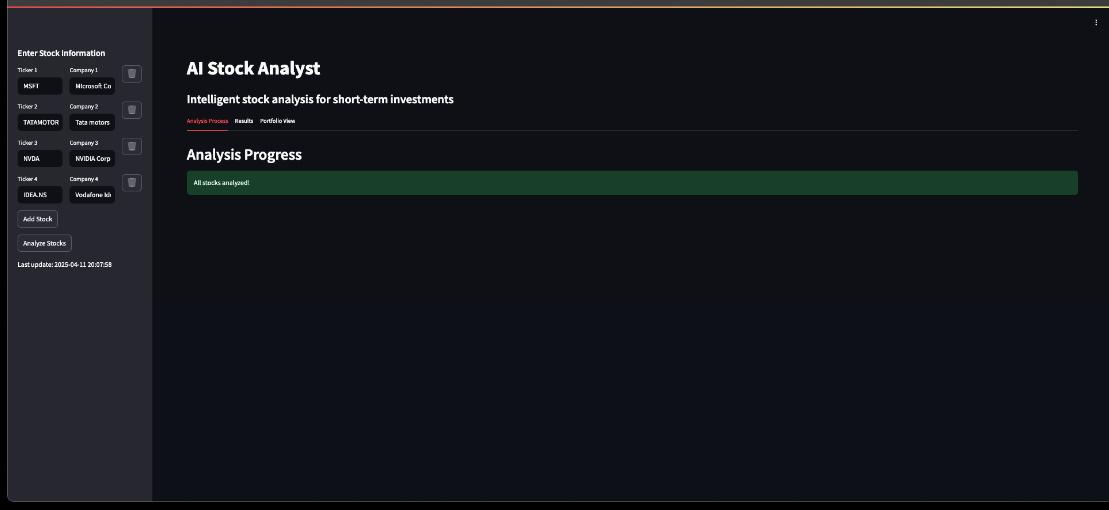 Enter Stock Information
Ticker 1 Company 1
MSFT MIcrosoft Co
Ticker 2 Company 2
TATAMOTOR Tata motors
Ticker 3 Company 3
NVDA NVIDIA Corp
Ticker 4 Company 4
IDEA.NS Vodafone Id
Add Stock
Analyze Stocks
Last update: 2025-04-11 20:07:58
AI Stock Analyst
Intelligent stock analysis for short-term investments
Analysis Process Results Portfolio View
Analysis Progress
All stocks analyzed!